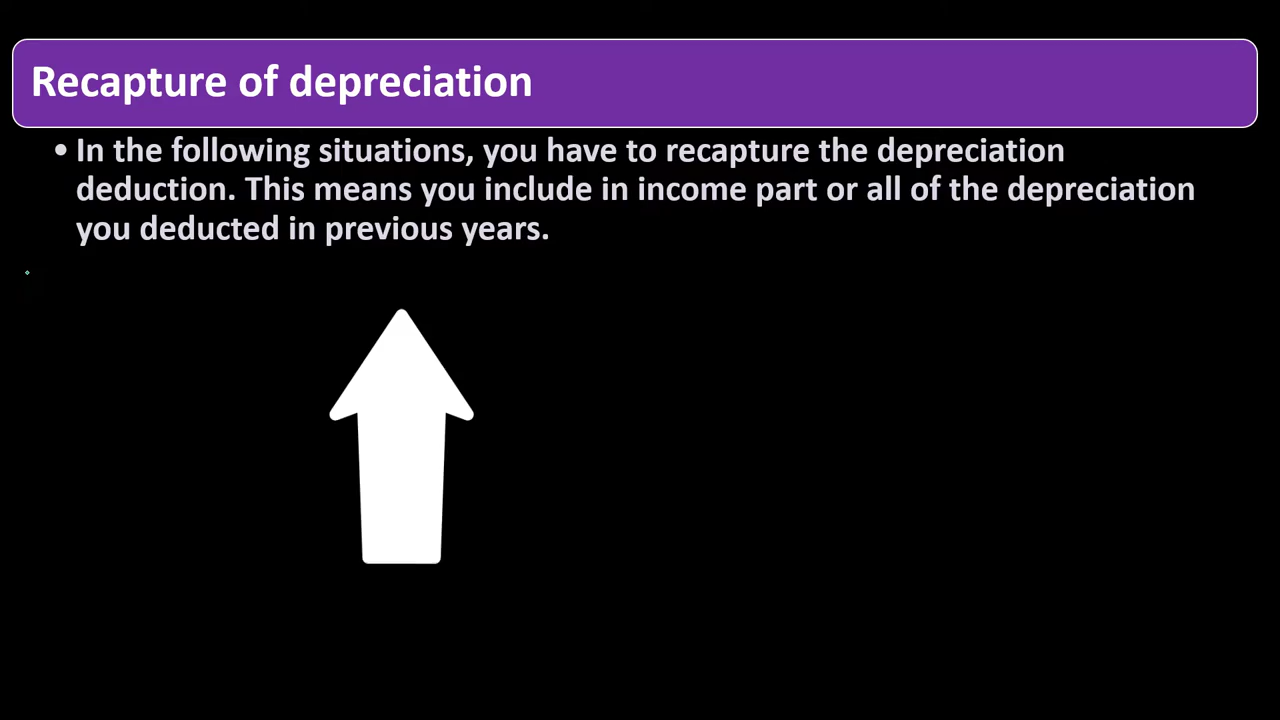 Recapture of depreciation
• In the following situations, you have to recapture the depreciation
deduction. This means you include in income part or all of the depreciation
you deducted in previous years.